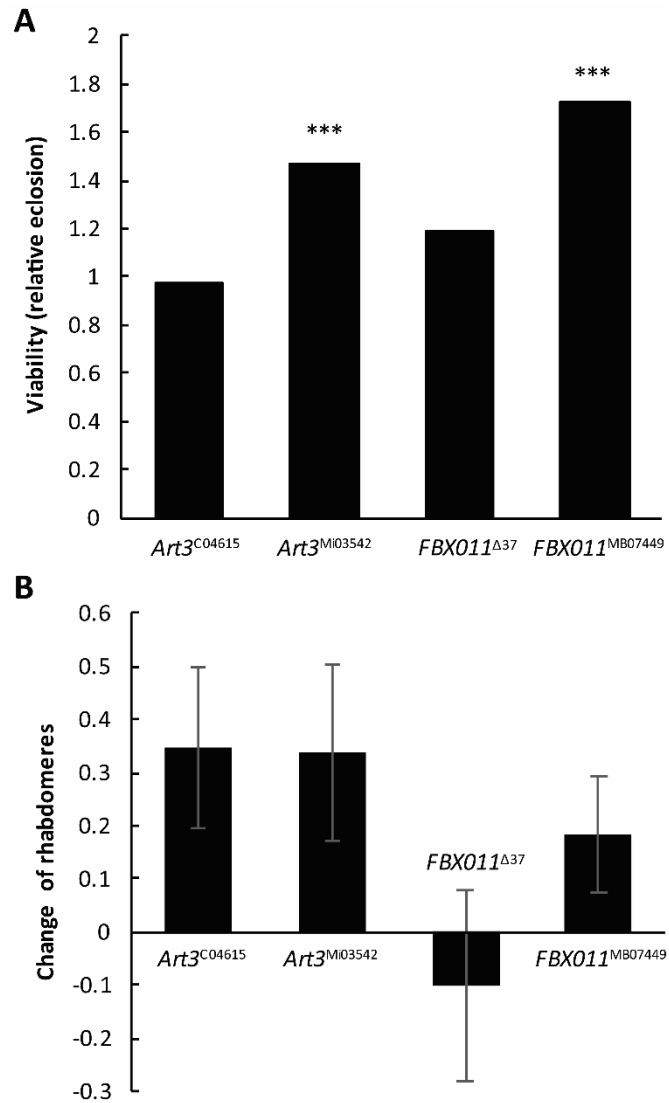 A
Viability (relative eclosion)
2
1.8
1.6
1.4
1.2
1
0.8
0.6
0.4
0.2
0
***
***
Art3C04615
Art3Mi03542
FBX011Δ37
FBX011MB07449
B
Change of rhabdomeres
0.6
0.5
0.4
0.3
0.2
0.1
0
-0.1
-0.2
-0.3
FBX011Δ37
Art3C04615
Art3Mi03542
FBX011MB07449